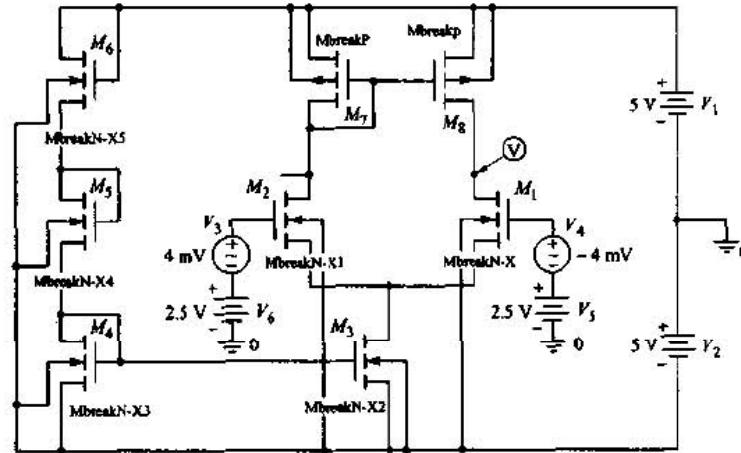 M6
MbreakP
Mbreakp
5 V
V1
M7
M8
MbreakN-X5
V
M5
M2
M1
V3
V4
4 mV
MbreakN-X1
MbreakN-X
− 4 mV
MbreakN-X4
2.5 V
V6
2.5 V
V5
5 V
V2
M4
M3
0
0
MbreakN-X3
MbreakN-X2